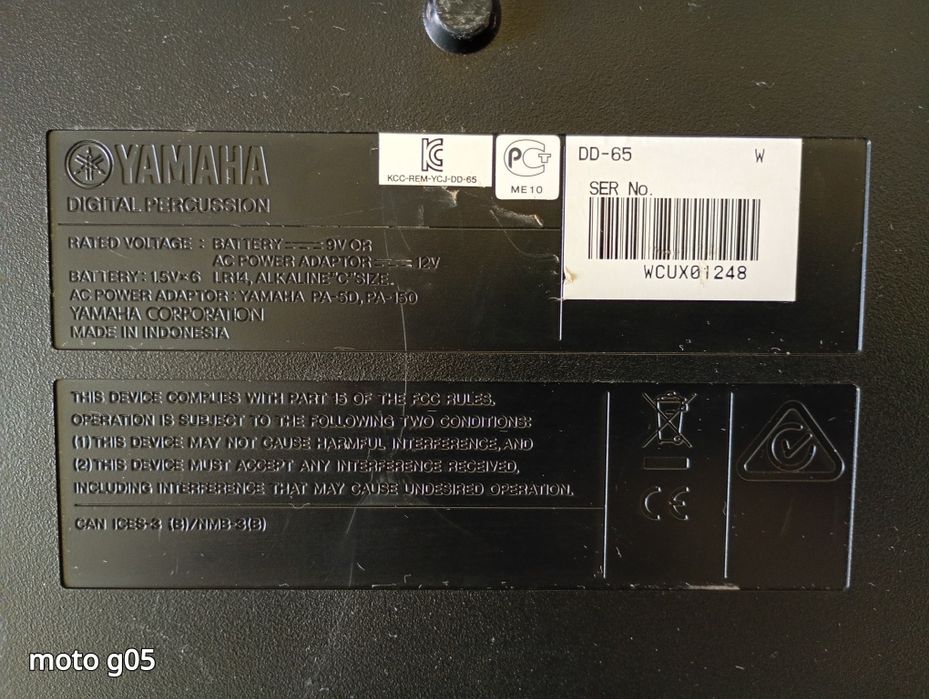 YAMAHA
DIGITAL PERCUSSION
KCC-REM-YCJ-DD-65
PCT
ME10
DD-65 W
SER No.
WCUX01248
RATED VOLTAGE : BATTERY 9V OR
AC POWER ADAPTOR 12V
BATTERY : 1.5V×6 LR14, ALKALINE "C" SIZE.
AC POWER ADAPTOR : YAMAHA PA-5D, PA-150
YAMAHA CORPORATION
MADE IN INDONESIA
THIS DEVICE COMPLIES WITH PART 15 OF THE FCC RULES.
OPERATION IS SUBJECT TO THE FOLLOWING TWO CONDITIONS:
(1) THIS DEVICE MAY NOT CAUSE HARMFUL INTERFERENCE, AND
(2) THIS DEVICE MUST ACCEPT ANY INTERFERENCE RECEIVED,
INCLUDING INTERFERENCE THAT MAY CAUSE UNDESIRED OPERATION.
CAN ICES-3 (B)/NMB-3(B)
CE
moto g05